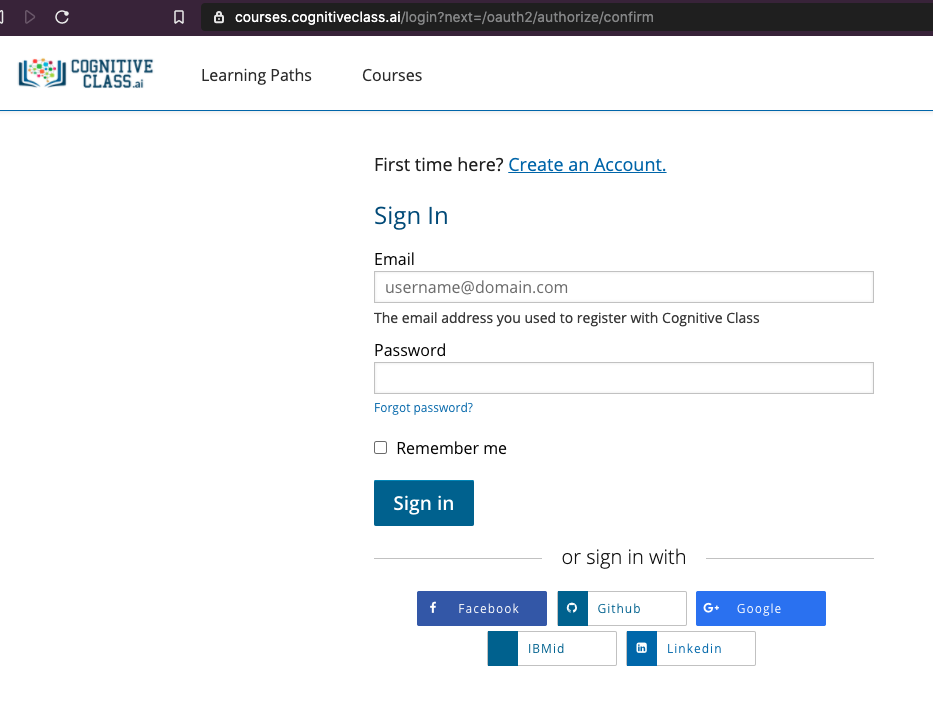 courses.cognitiveclass.ai/login?next=/oauth2/authorize/confirm
COGNITIVE
CLASS.ai
Learning Paths
Courses
First time here? Create an Account.
Sign In
Email
username@domain.com
The email address you used to register with Cognitive Class
Password
Forgot password?
Remember me
Sign in
or sign in with
Facebook
Github
G+ Google
IBMid
Linkedin